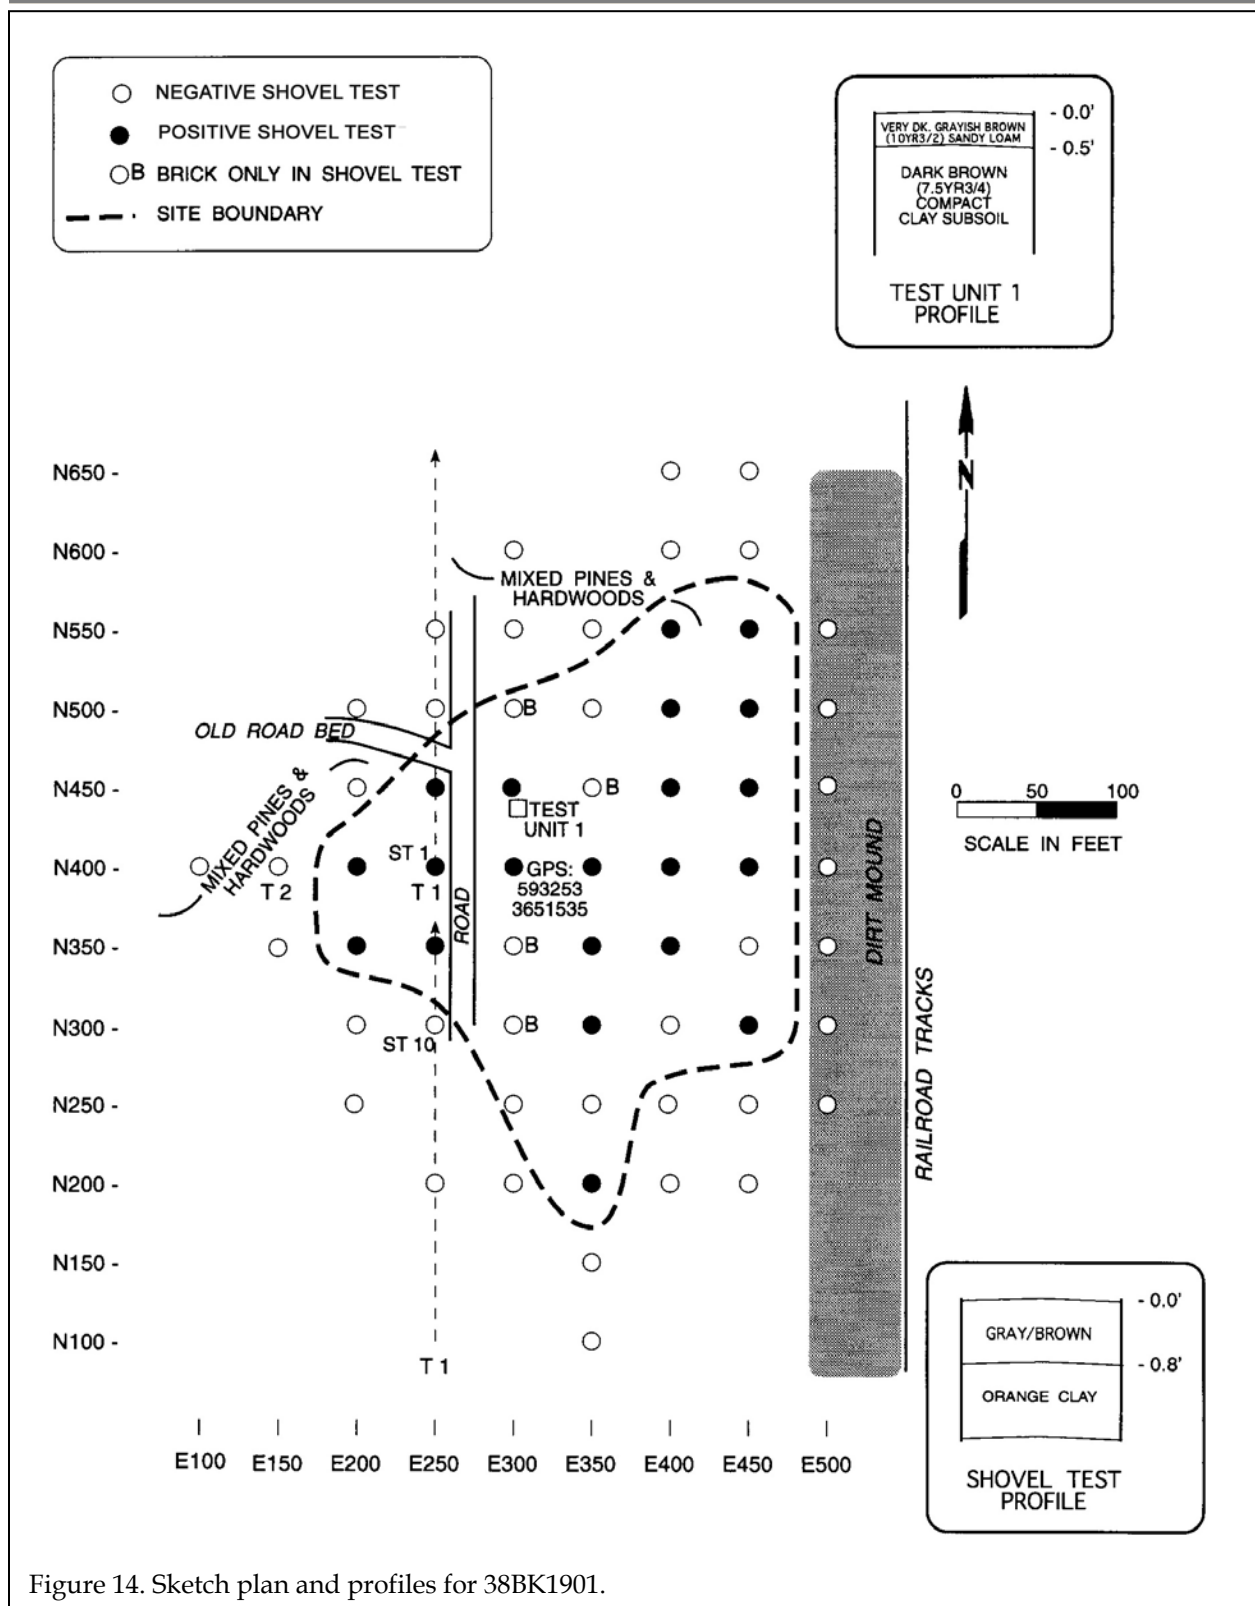 NEGATIVE SHOVEL TEST
POSITIVE SHOVEL TEST
B BRICK ONLY IN SHOVEL TEST
SITE BOUNDARY
- 0.0'
VERY DK. GRAYISH BROWN
(10YR3/2) SANDY LOAM
- 0.5'
DARK BROWN
(7.5YR3/4)
COMPACT
CLAY SUBSOIL
TEST UNIT 1
PROFILE
N
N650 -
N600 -
MIXED PINES &
HARDWOODS
N550 -
N500 -
B
OLD ROAD BED
N450 -
B
TEST
UNIT 1
MIXED PINES &
HARDWOODS
0 50 100
SCALE IN FEET
N400 -
ST 1
T 2
T 1
GPS:
593253
3651535
ROAD
DIRT MOUND
N350 -
B
N300 -
B
ST 10
RAILROAD TRACKS
N250 -
N200 -
N150 -
N100 -
T 1
E100 E150 E200 E250 E300 E350 E400 E450 E500
- 0.0'
GRAY/BROWN
- 0.8'
ORANGE CLAY
SHOVEL TEST
PROFILE
Figure 14. Sketch plan and profiles for 38BK1901.